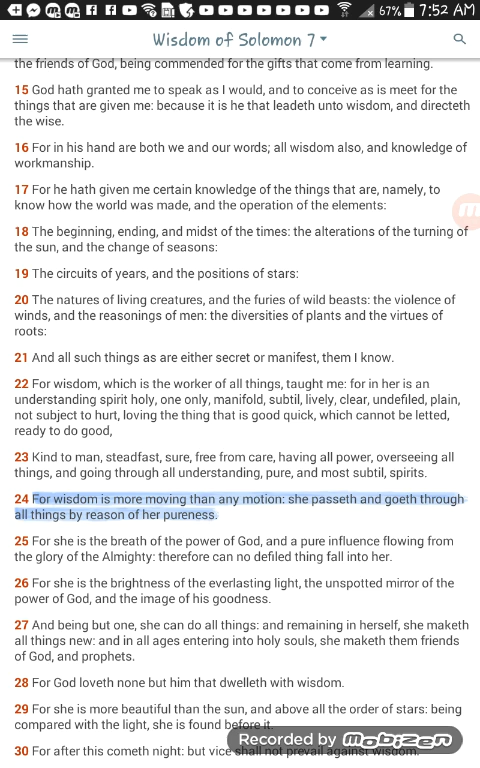 67% 7:52 AM
Wisdom of Solomon 7
the friends of God, being commended for the gifts that come from learning.
15 God hath granted me to speak as I would, and to conceive as is meet for the
things that are given me: because it is he that leadeth unto wisdom, and directeth
the wise.
16 For in his hand are both we and our words; all wisdom also, and knowledge of
workmanship.
17 For he hath given me certain knowledge of the things that are, namely, to
know how the world was made, and the operation of the elements:
18 The beginning, ending, and midst of the times: the alterations of the turning of
the sun, and the change of seasons:
19 The circuits of years, and the positions of stars:
20 The natures of living creatures, and the furies of wild beasts: the violence of
winds, and the reasonings of men: the diversities of plants and the virtues of
roots:
21 And all such things as are either secret or manifest, them I know.
22 For wisdom, which is the worker of all things, taught me: for in her is an
understanding spirit holy, one only, manifold, subtil, lively, clear, undefiled, plain,
not subject to hurt, loving the thing that is good quick, which cannot be letted,
ready to do good,
23 Kind to man, steadfast, sure, free from care, having all power, overseeing all
things, and going through all understanding, pure, and most subtil, spirits.
24 For wisdom is more moving than any motion: she passeth and goeth through
all things by reason of her pureness.
25 For she is the breath of the power of God, and a pure influence flowing from
the glory of the Almighty: therefore can no defiled thing fall into her.
26 For she is the brightness of the everlasting light, the unspotted mirror of the
power of God, and the image of his goodness.
27 And being but one, she can do all things: and remaining in herself, she maketh
all things new: and in all ages entering into holy souls, she maketh them friends
of God, and prophets.
28 For God loveth none but him that dwelleth with wisdom.
29 For she is more beautiful than the sun, and above all the order of stars: being
compared with the light, she is found before it.
Recorded by Mobizen
30 For after this cometh night: but vice shall not prevail against wisdom.